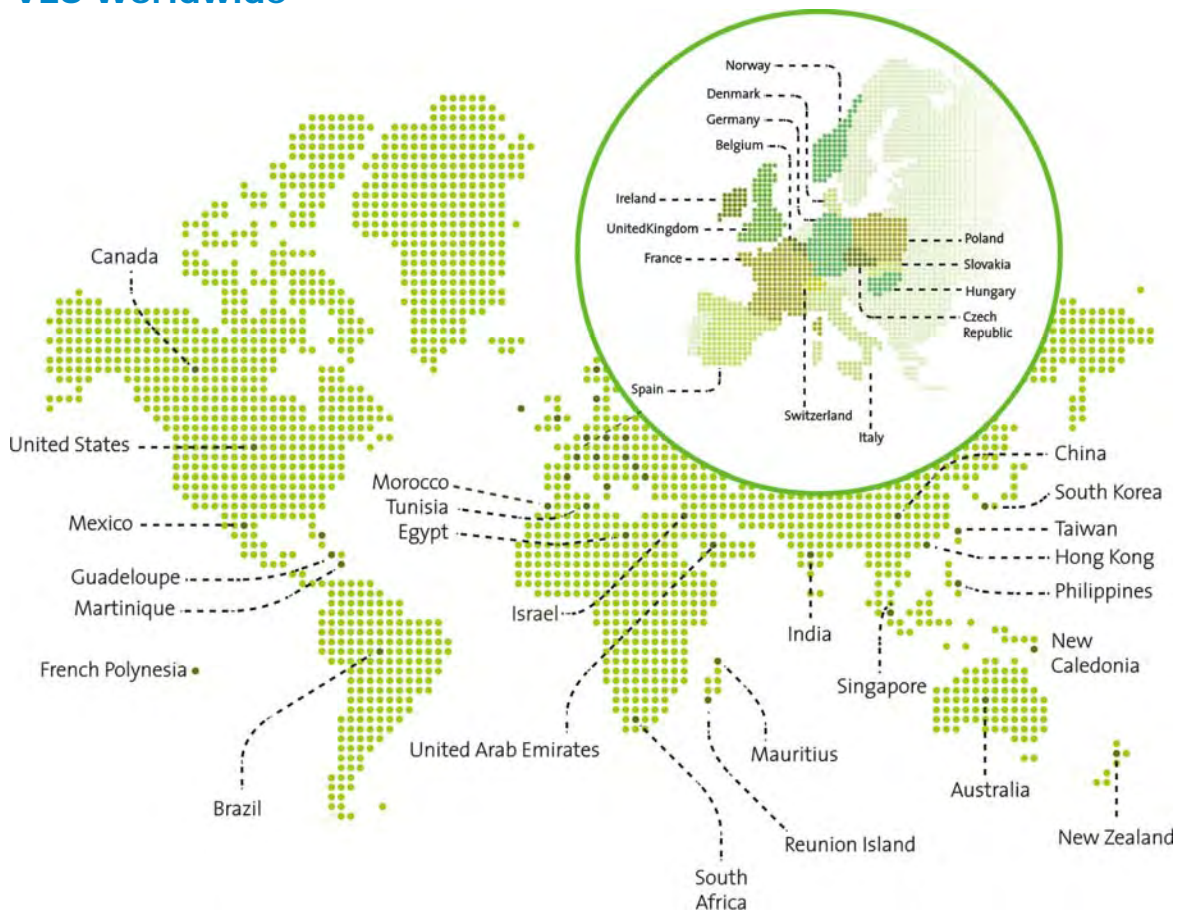 Norway
Denmark
Germany
Belgium
Ireland
UnitedKingdom
France
Poland
Slovakia
Hungary
Czech
Republic
Spain
Switzerland
Italy
Canada
United States
Mexico
Guadeloupe
Martinique
French Polynesia
Brazil
Morocco
Tunisia
Egypt
Israel
United Arab Emirates
South
Africa
Reunion Island
Mauritius
India
Singapore
China
South Korea
Taiwan
Hong Kong
Philippines
New
Caledonia
Australia
New Zealand